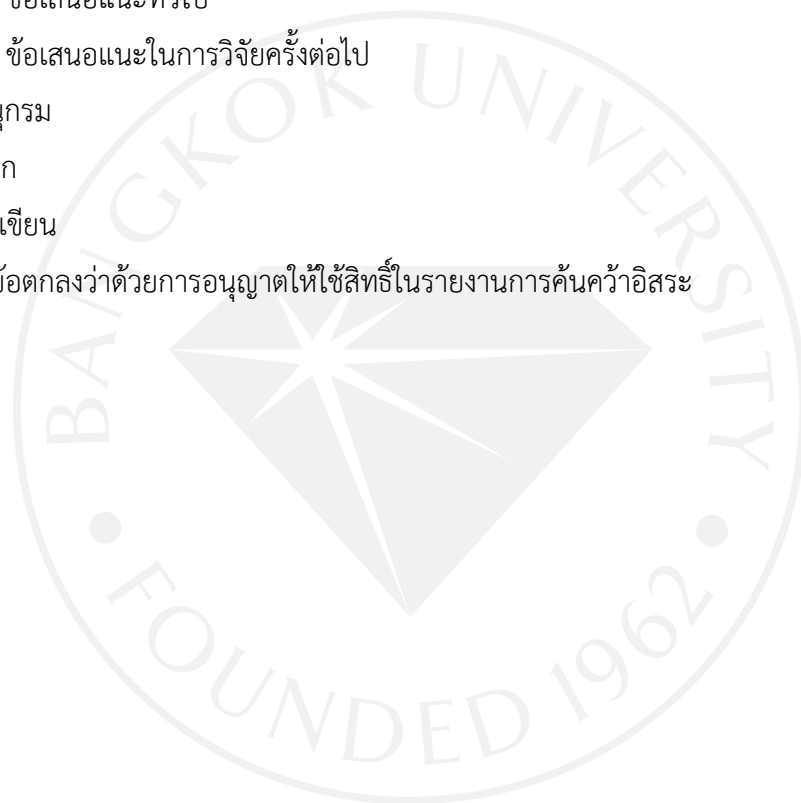 ข้อเสนอแนะทั่วไป
ข้อเสนอแนะในการวิจัยครั้งต่อไป
นุกรม
ก
เขียน
ข้อตกลงว่าด้วยการอนุญาตให้ใช้สิทธิ์ในรายงานการค้นคว้าอิสระ
BANGKOK UNIVERSITY
FOUNDED 1962